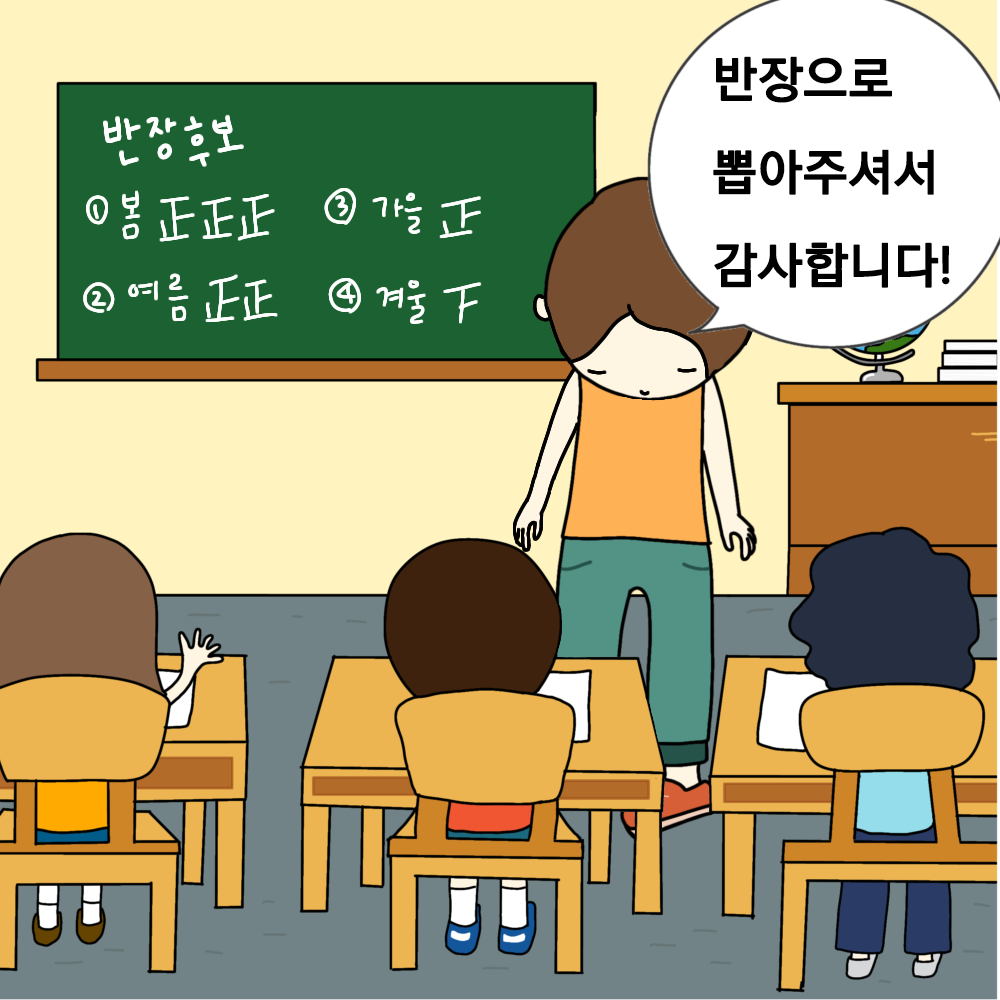 반장후보
① 봄 正正正
② 여름 正正
③ 가을 正
④ 겨울 下
반장으로
뽑아주셔서
감사합니다!